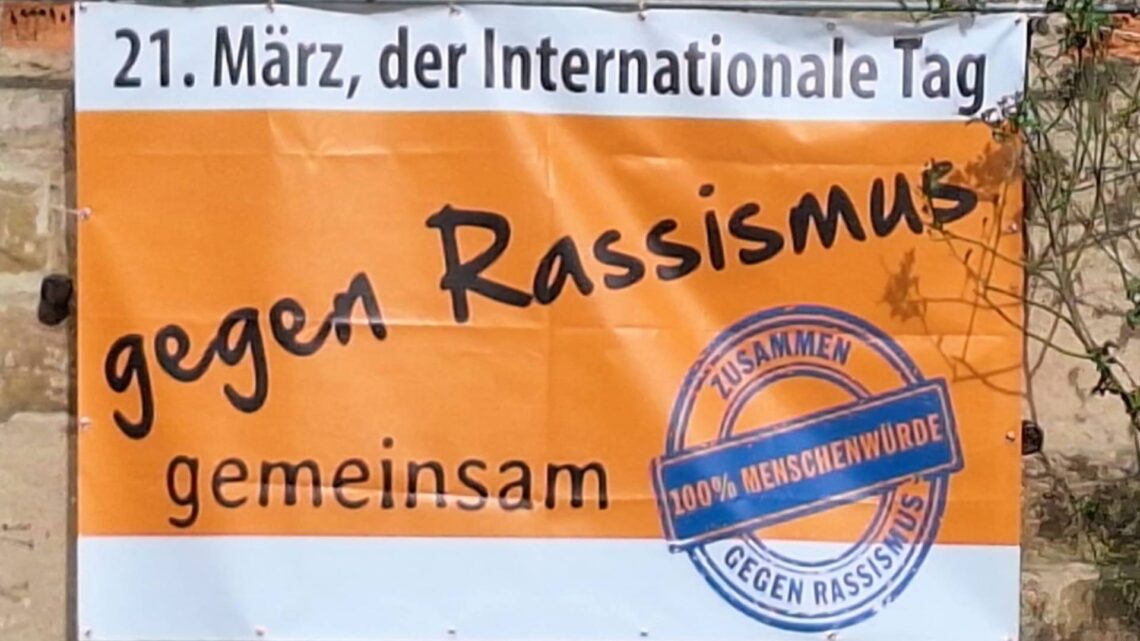 21. März, der Internationale Tag
gegen Rassismus
gemeinsam
ZUSAMMEN
100% MENSCHENWÜRDE
GEGEN RASSISMUS